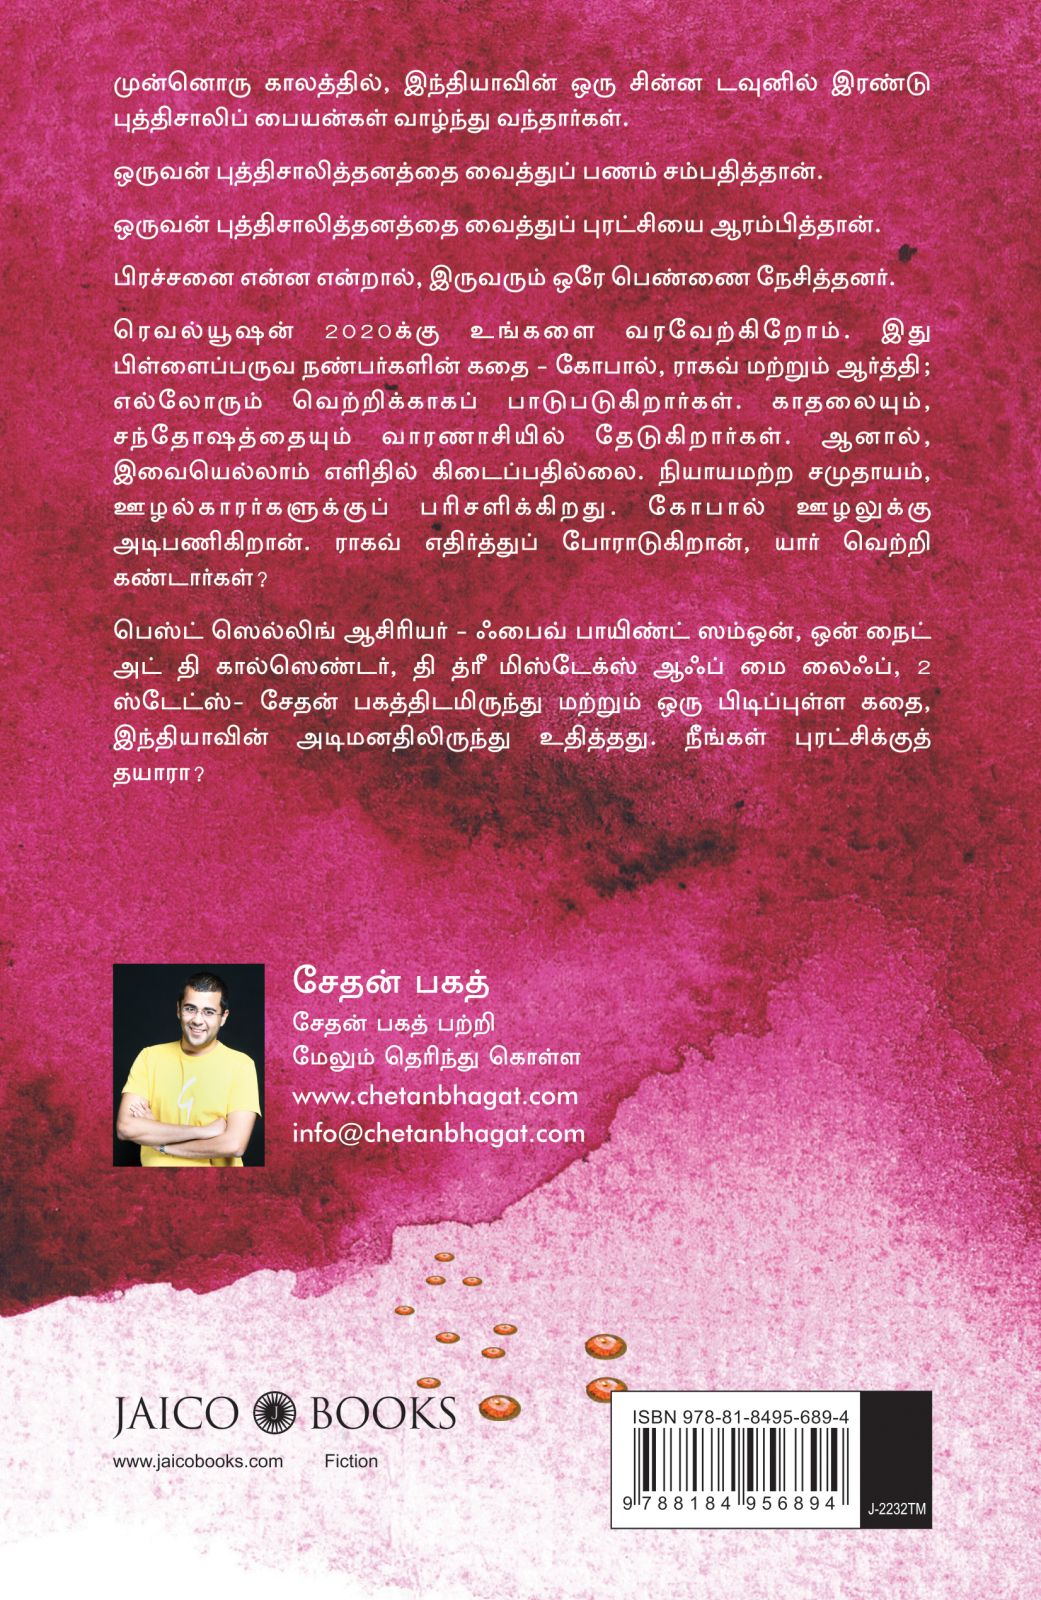 முன்னொரு காலத்தில், இந்தியாவின் ஒரு சின்ன டவுனில் இரண்டு
புத்திசாலிப் பையன்கள் வாழ்ந்து வந்தார்கள்.
ஒருவன் புத்திசாலித்தனத்தை வைத்துப் பணம் சம்பதித்தான்.
ஒருவன் புத்திசாலித்தனத்தை வைத்துப் புரட்சியை ஆரம்பித்தான்.
பிரச்சனை என்ன என்றால், இருவரும் ஒரே பெண்ணை நேசித்தனர்.
ரெவல்யூஷன் 2020க்கு உங்களை வரவேற்கிறோம். இது
பிள்ளைப்பருவ நண்பர்களின் கதை - கோபால், ராகவ் மற்றும் ஆர்த்தி;
எல்லோரும் வெற்றிக்காகப் பாடுபடுகிறார்கள். காதலையும்,
சந்தோஷத்தையும் வாரணாசியில் தேடுகிறார்கள். ஆனால்,
இவையெல்லாம் எளிதில் கிடைப்பதில்லை. நியாயமற்ற சமுதாயம்,
ஊழல்காரர்களுக்குப் பரிசளிக்கிறது. கோபால் ஊழலுக்கு
அடிபணிகிறான். ராகவ் எதிர்த்துப் போராடுகிறான், யார் வெற்றி
கண்டார்கள்?
பெஸ்ட் ஸெல்லிங் ஆசிரியர் - ஃபைவ் பாயிண்ட் ஸம்ஒன், ஒன் நைட்
அட் தி கால்ஸெண்டர், தி த்ரீ மிஸ்டேக்ஸ் ஆஃப் மை லைஃப், 2
ஸ்டேட்ஸ்- சேதன் பகத்திடமிருந்து மற்றும் ஒரு பிடிப்புள்ள கதை,
இந்தியாவின் அடிமனதிலிருந்து உதித்தது. நீங்கள் புரட்சிக்குத்
தயாரா?
சேதன் பகத்
சேதன் பகத் பற்றி
மேலும் தெரிந்து கொள்ள
www.chetanbhagat.com
info@chetanbhagat.com
JAICO J BOOKS
www.jaicobooks.com Fiction
ISBN 978-81-8495-689-4
9 788184 956894
J-2232TM